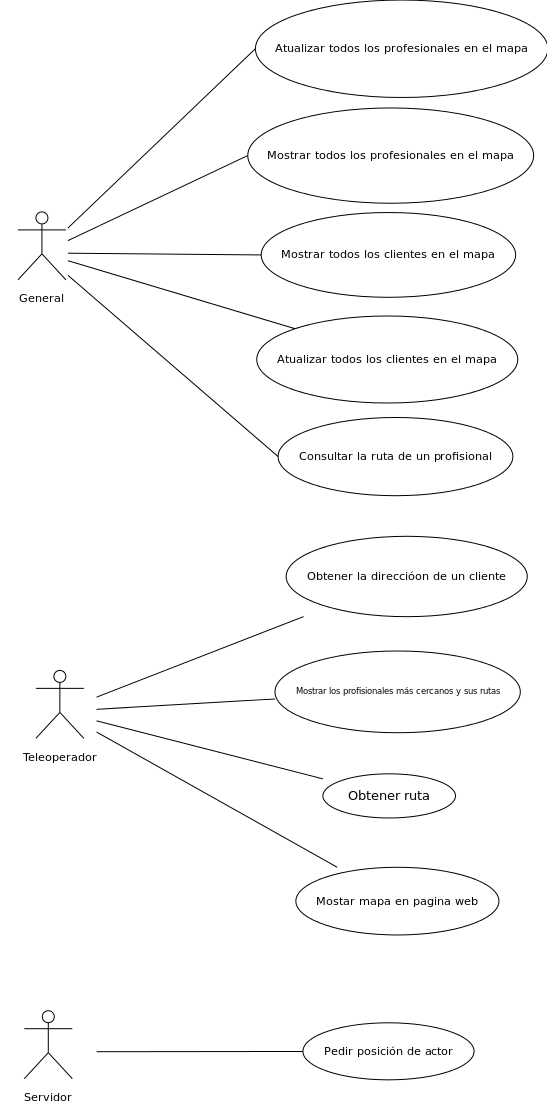 Atualizar todos los profesionales en el mapa
Mostrar todos los profesionales en el mapa
Mostrar todos los clientes en el mapa
General
Atualizar todos los clientes en el mapa
Consultar la ruta de un profisional
Obtener la direccióon de un cliente
Mostrar los profisionales más cercanos y sus rutas
Teleoperador
Obtener ruta
Mostar mapa en pagina web
Pedir posición de actor
Servidor